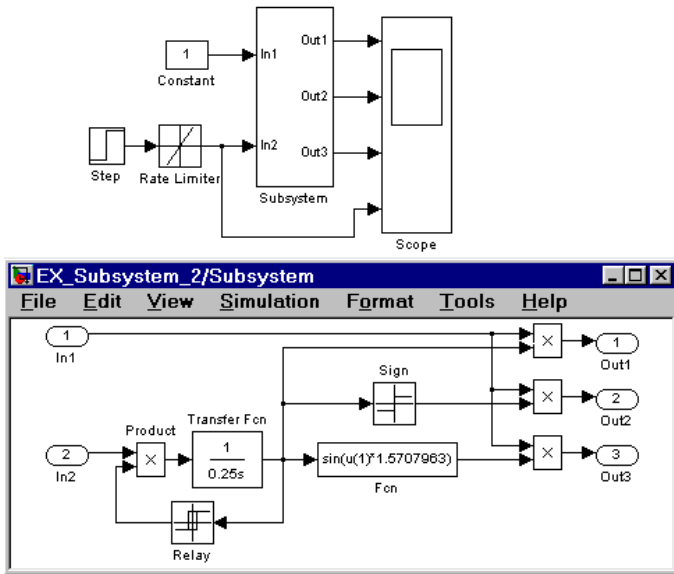 Out1
1
In1
Constant
Out2
In2
Out3
Step
Rate Limiter
Subsystem
Scope
EX_Subsystem_2/Subsystem
File Edit View Simulation Format Tools Help
1
In1
×
1
Out1
Sign
×
2
Out2
Product
Transfer Fcn
2
In2
×
1
0.25s
sin(u(1)*1.5707963)
Fcn
×
3
Out3
Relay